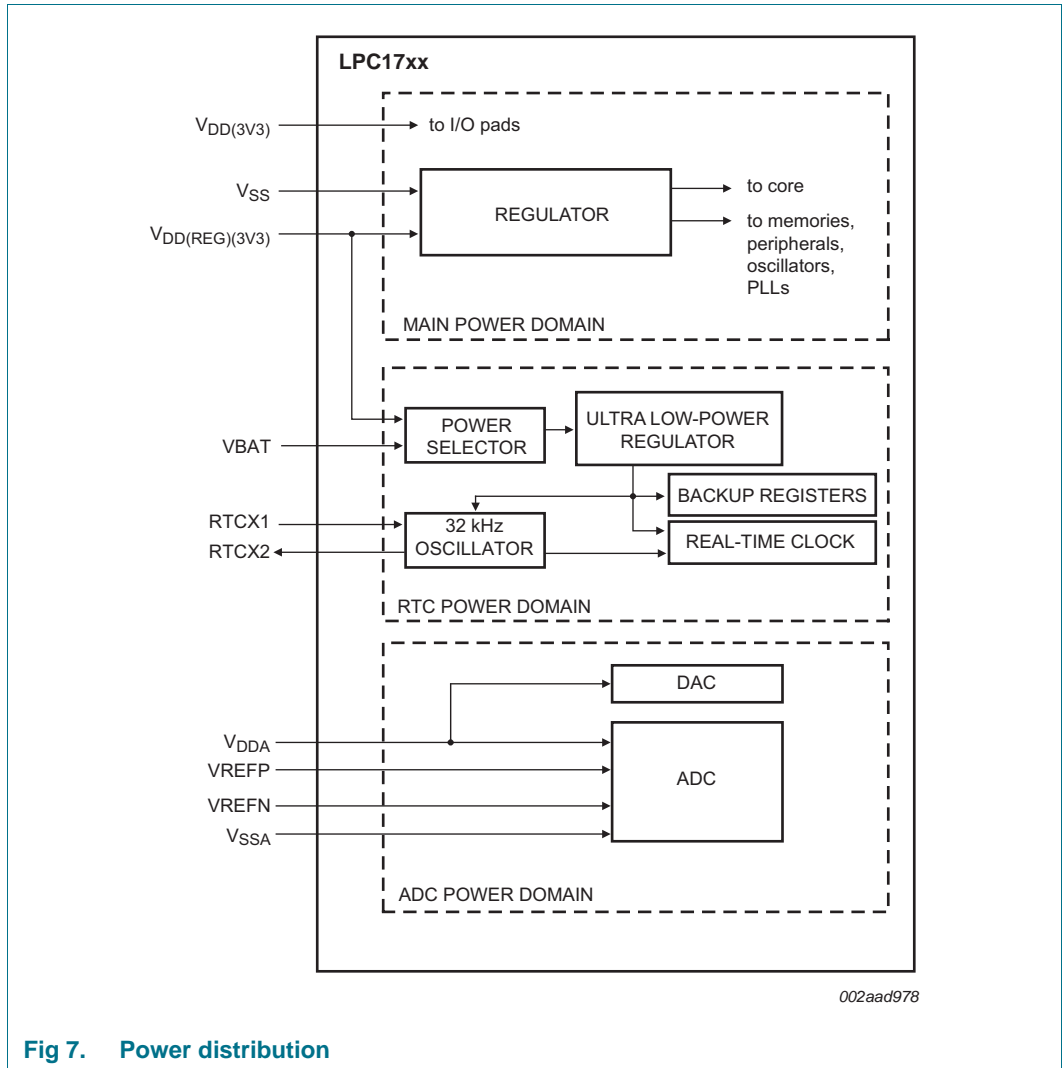 LPC17xx
VDD(3V3)
to I/O pads
VSS
REGULATOR
to core
VDD(REG)(3V3)
to memories,
peripherals,
oscillators,
PLLs
MAIN POWER DOMAIN
POWER
SELECTOR
ULTRA LOW-POWER
REGULATOR
VBAT
BACKUP REGISTERS
RTCX1
RTCX2
32 kHz
OSCILLATOR
REAL-TIME CLOCK
RTC POWER DOMAIN
DAC
VDDA
VREFP
ADC
VREFN
VSSA
ADC POWER DOMAIN
002aad978
Fig 7. Power distribution